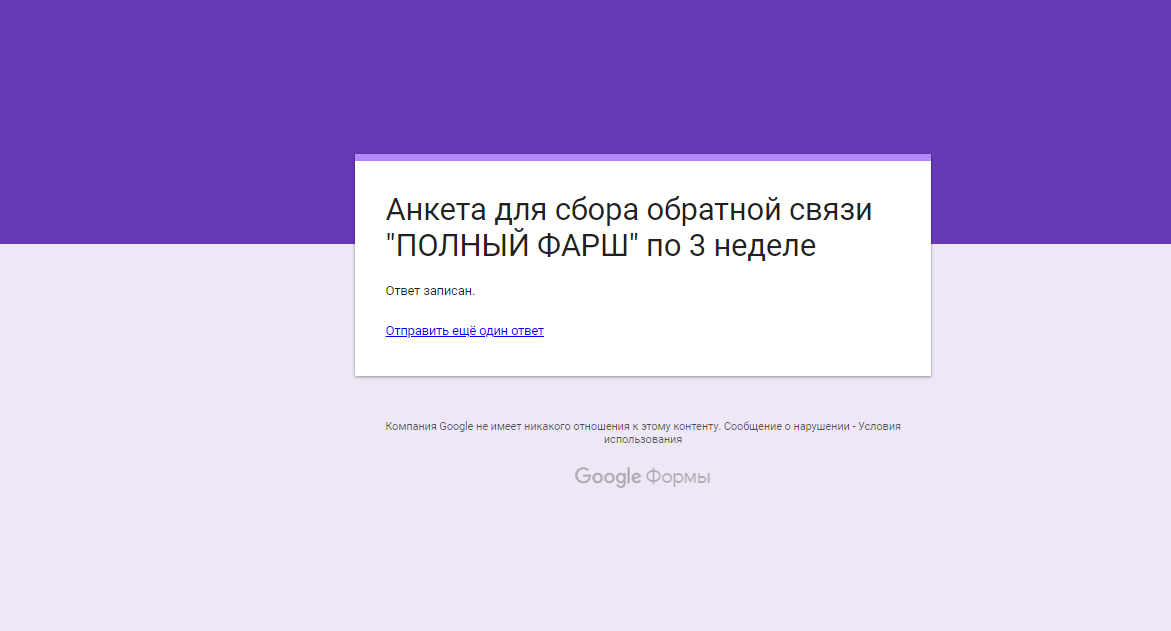 Анкета для сбора обратной связи
"ПОЛНЫЙ ФАРШ" по 3 неделе
Ответ записан.
Отправить ещё один ответ
Компания Google не имеет никакого отношения к этому контенту. Сообщение о нарушении - Условия
использования
Google Формы